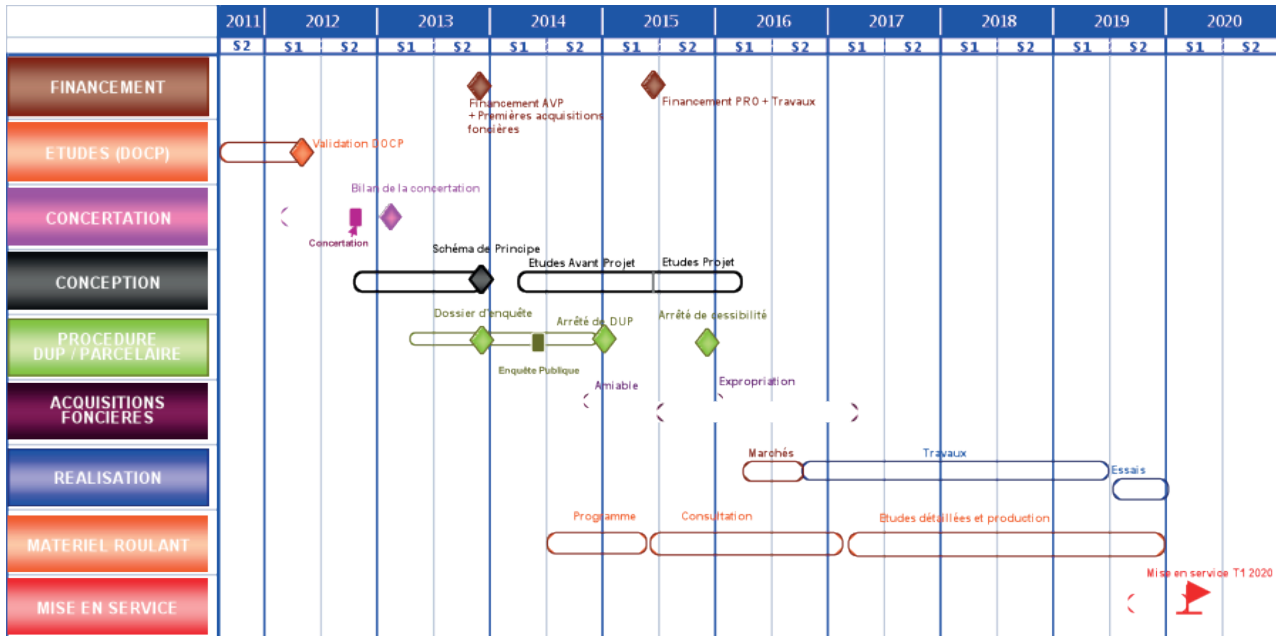 2011 2012 2013 2014 2015 2016 2017 2018 2019 2020
S2 S1 S2 S1 S2 S1 S2 S1 S2 S1 S2 S1 S2 S1 S2 S1 S2 S1 S2
FINANCEMENT
Financement AVP
+ Premières acquisitions
foncières
Financement PRO + Travaux
ETUDES (DOCP)
Validation DOCP
CONCERTATION
Bilan de la concertation
Concertation
CONCEPTION
Schéma de Principe
Etudes Avant Projet
Etudes Projet
PROCEDURE
DUP / PARCELAIRE
Dossier d'enquête
Enquête Publique
Arrêté de DUP
Arrêté de cessibilité
ACQUISITIONS
FONCIERES
Amiable
Expropriation
REALISATION
Marchés
Travaux
Essais
MATERIEL ROULANT
Programme
Consultation
Etudes détaillées et production
MISE EN SERVICE
Mise en service T1 2020